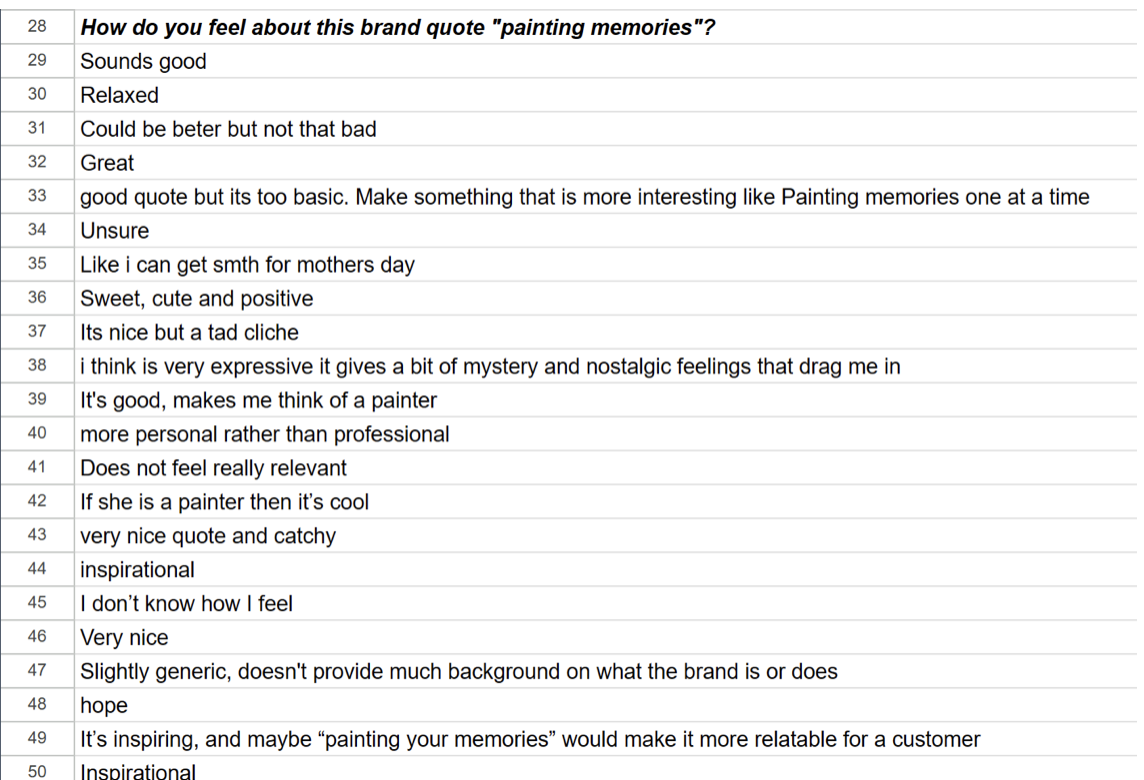 28 How do you feel about this brand quote "painting memories"?
29 Sounds good
30 Relaxed
31 Could be beter but not that bad
32 Great
33 good quote but its too basic. Make something that is more interesting like Painting memories one at a time
34 Unsure
35 Like i can get smth for mothers day
36 Sweet, cute and positive
37 Its nice but a tad cliche
38 i think is very expressive it gives a bit of mystery and nostalgic feelings that drag me in
39 It's good, makes me think of a painter
40 more personal rather than professional
41 Does not feel really relevant
42 If she is a painter then it’s cool
43 very nice quote and catchy
44 inspirational
45 I don’t know how I feel
46 Very nice
47 Slightly generic, doesn't provide much background on what the brand is or does
48 hope
49 It’s inspiring, and maybe “painting your memories” would make it more relatable for a customer
50 Inspirational